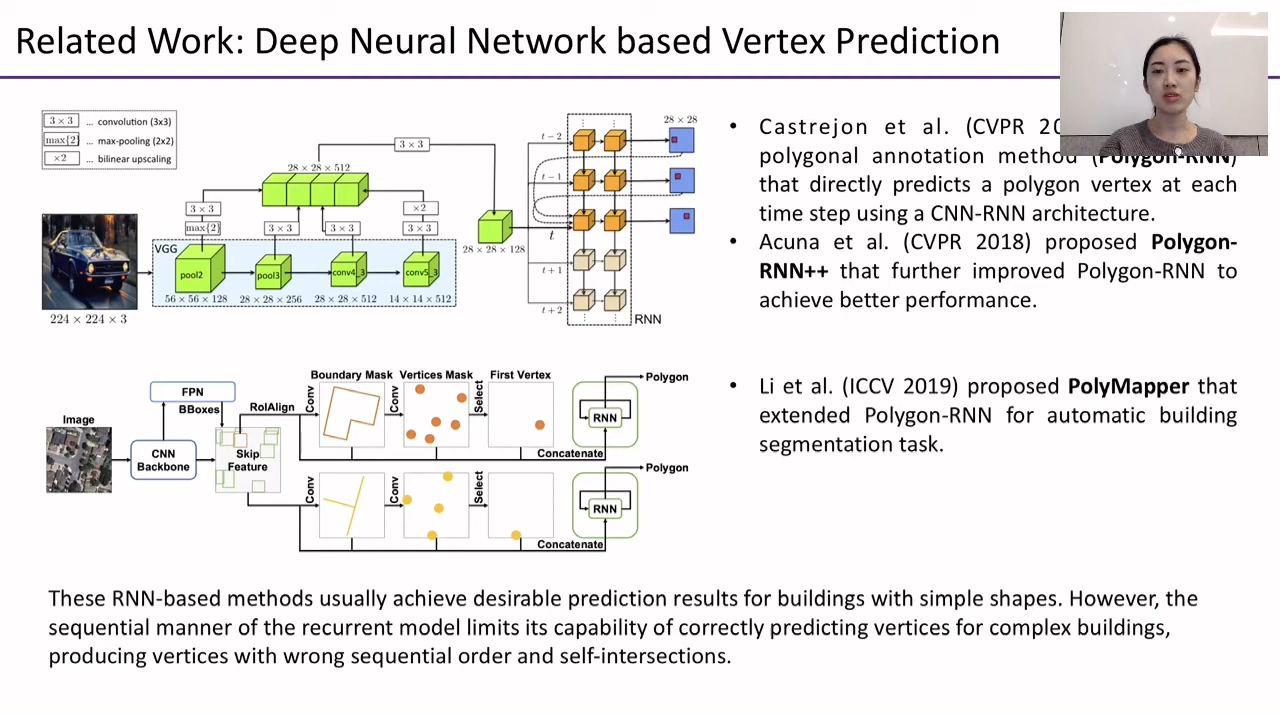 Related Work: Deep Neural Network based Vertex Prediction
3 × 3 ... convolution (3x3)
max{2} ... max-pooling (2x2)
×2 ... bilinear upscaling
224 × 224 × 3
VGG
pool2
pool3
conv4_3
conv5_3
56 × 56 × 128
28 × 28 × 256
28 × 28 × 512
14 × 14 × 512
3 × 3
max{2}
3 × 3
3 × 3
×2
3 × 3
28 × 28 × 512
3 × 3
28 × 28 × 128
t − 2
t − 1
t
t + 1
t + 2
28 × 28
RNN
• Castrejon et al. (CVPR
polygonal annotation method (Polygon-RNN)
that directly predicts a polygon vertex at each
time step using a CNN-RNN architecture.
• Acuna et al. (CVPR 2018) proposed Polygon-
RNN++ that further improved Polygon-RNN to
achieve better performance.
Image
CNN
Backbone
FPN
BBoxes
Skip
Feature
RoIAlign
Conv
Boundary Mask
Conv
Vertices Mask
Select
First Vertex
Concatenate
RNN
Polygon
Conv
Conv
Select
Concatenate
RNN
Polygon
• Li et al. (ICCV 2019) proposed PolyMapper that
extended Polygon-RNN for automatic building
segmentation task.
These RNN-based methods usually achieve desirable prediction results for buildings with simple shapes. However, the
sequential manner of the recurrent model limits its capability of correctly predicting vertices for complex buildings,
producing vertices with wrong sequential order and self-intersections.